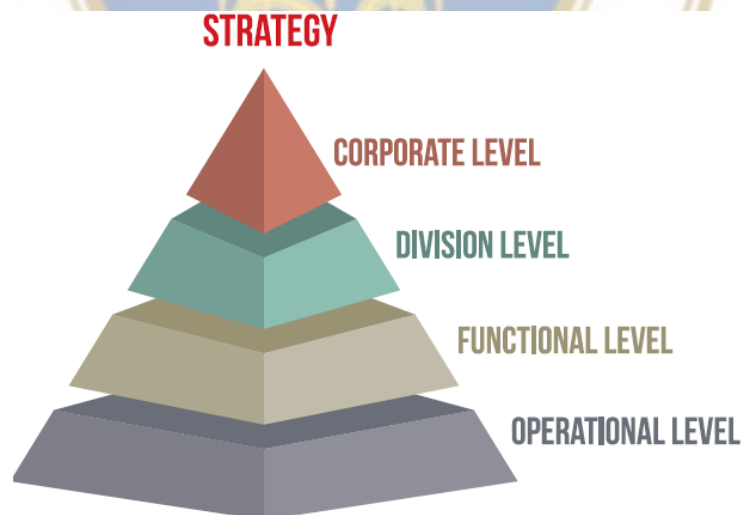 STRATEGY
CORPORATE LEVEL
DIVISION LEVEL
FUNCTIONAL LEVEL
OPERATIONAL LEVEL